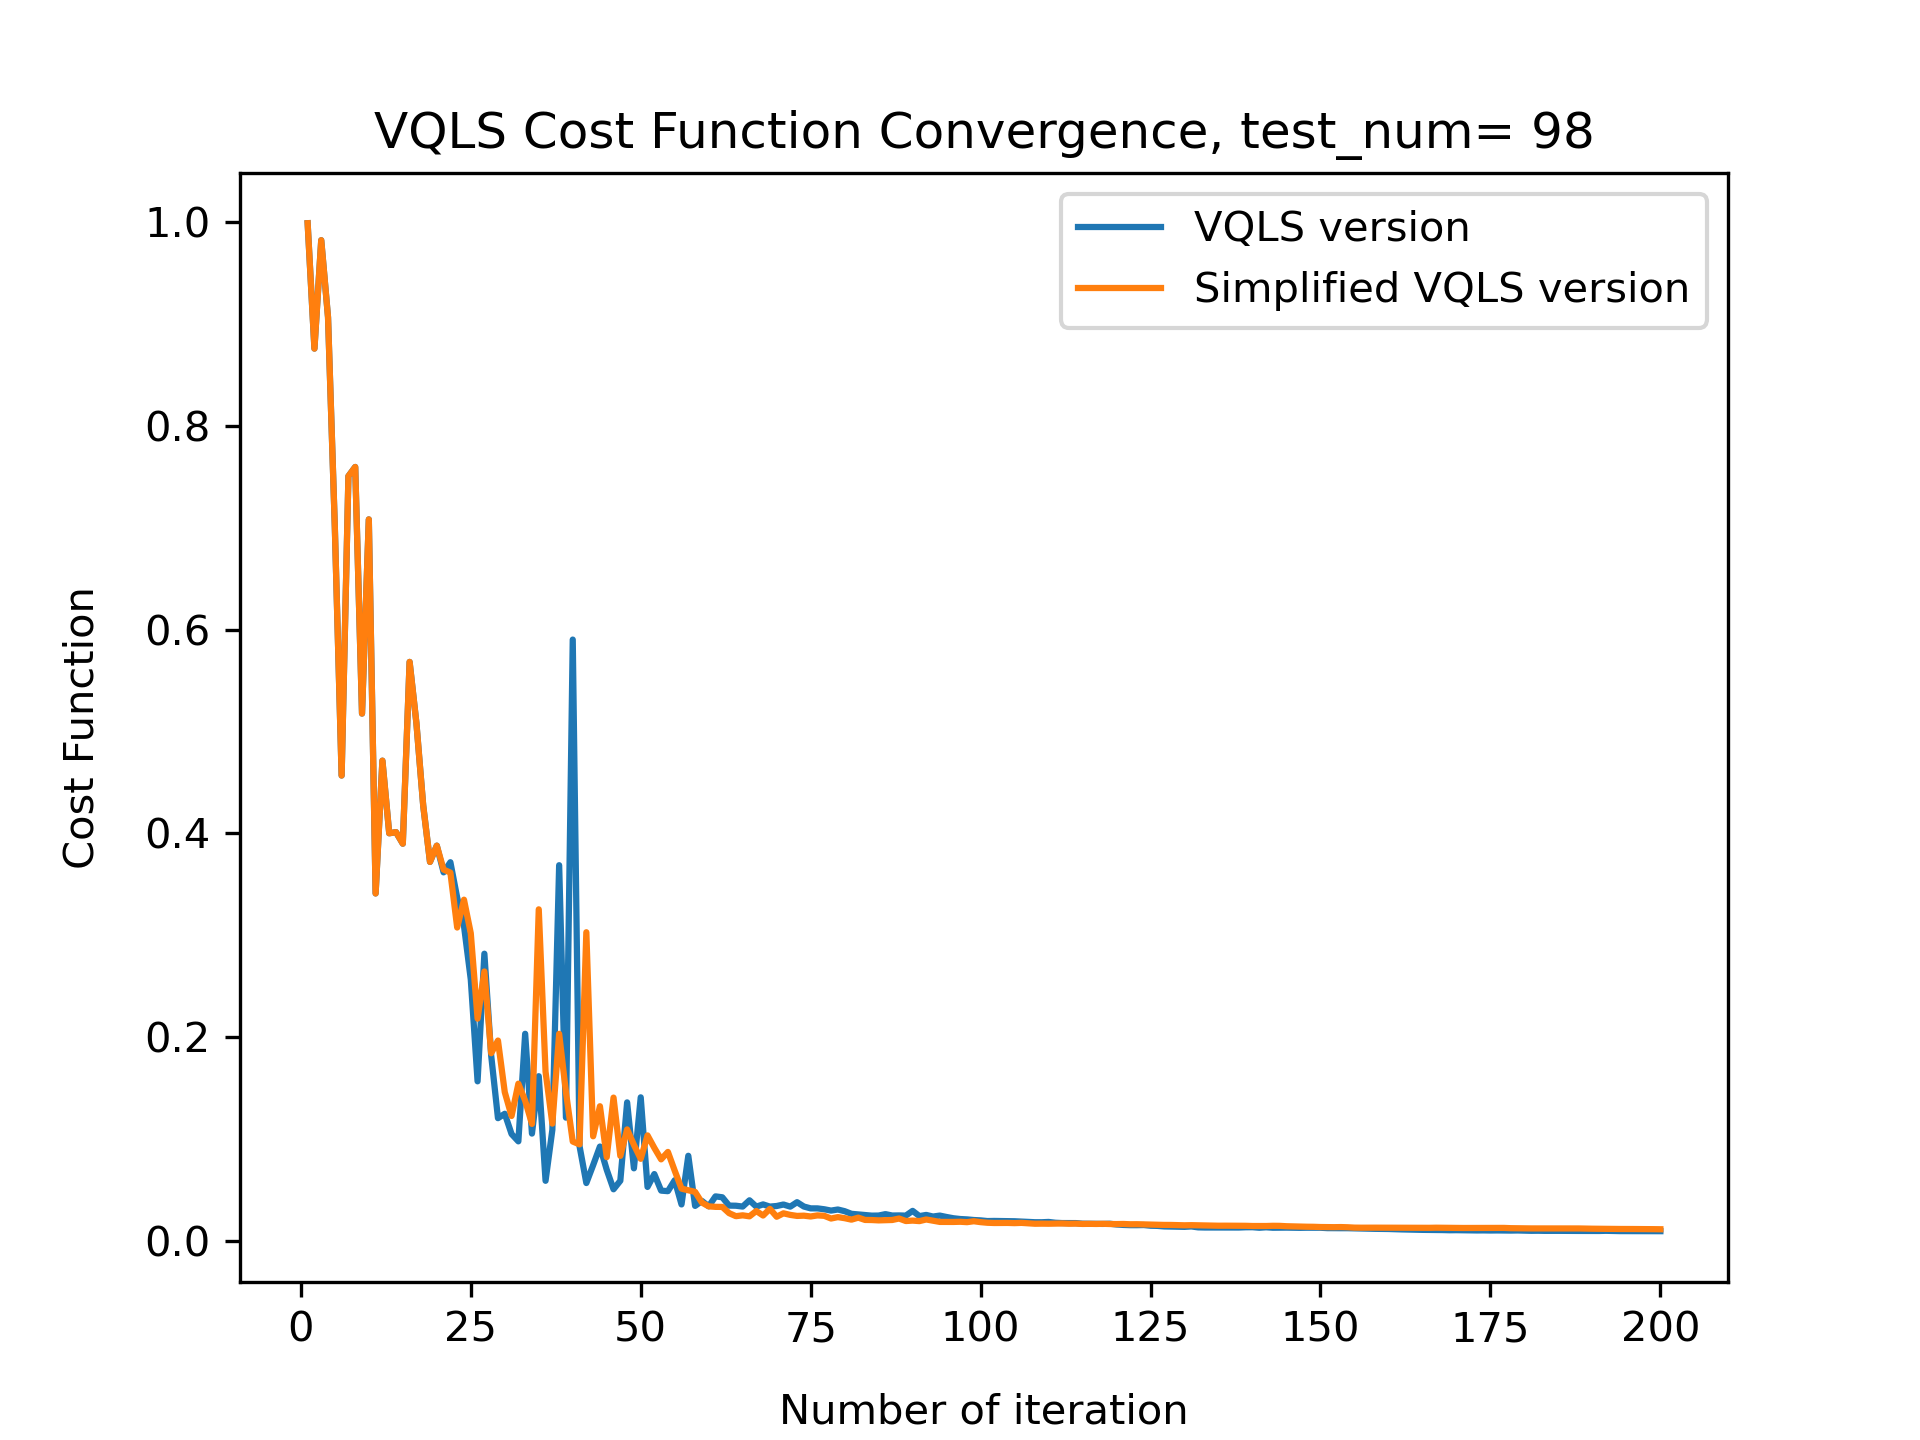 VQLS Cost Function Convergence, test_num= 98
VQLS version
Simplified VQLS version
1.0
0.8
0.6
0.4
0.2
0.0
Cost Function
0 25 50 75 100 125 150 175 200
Number of iteration